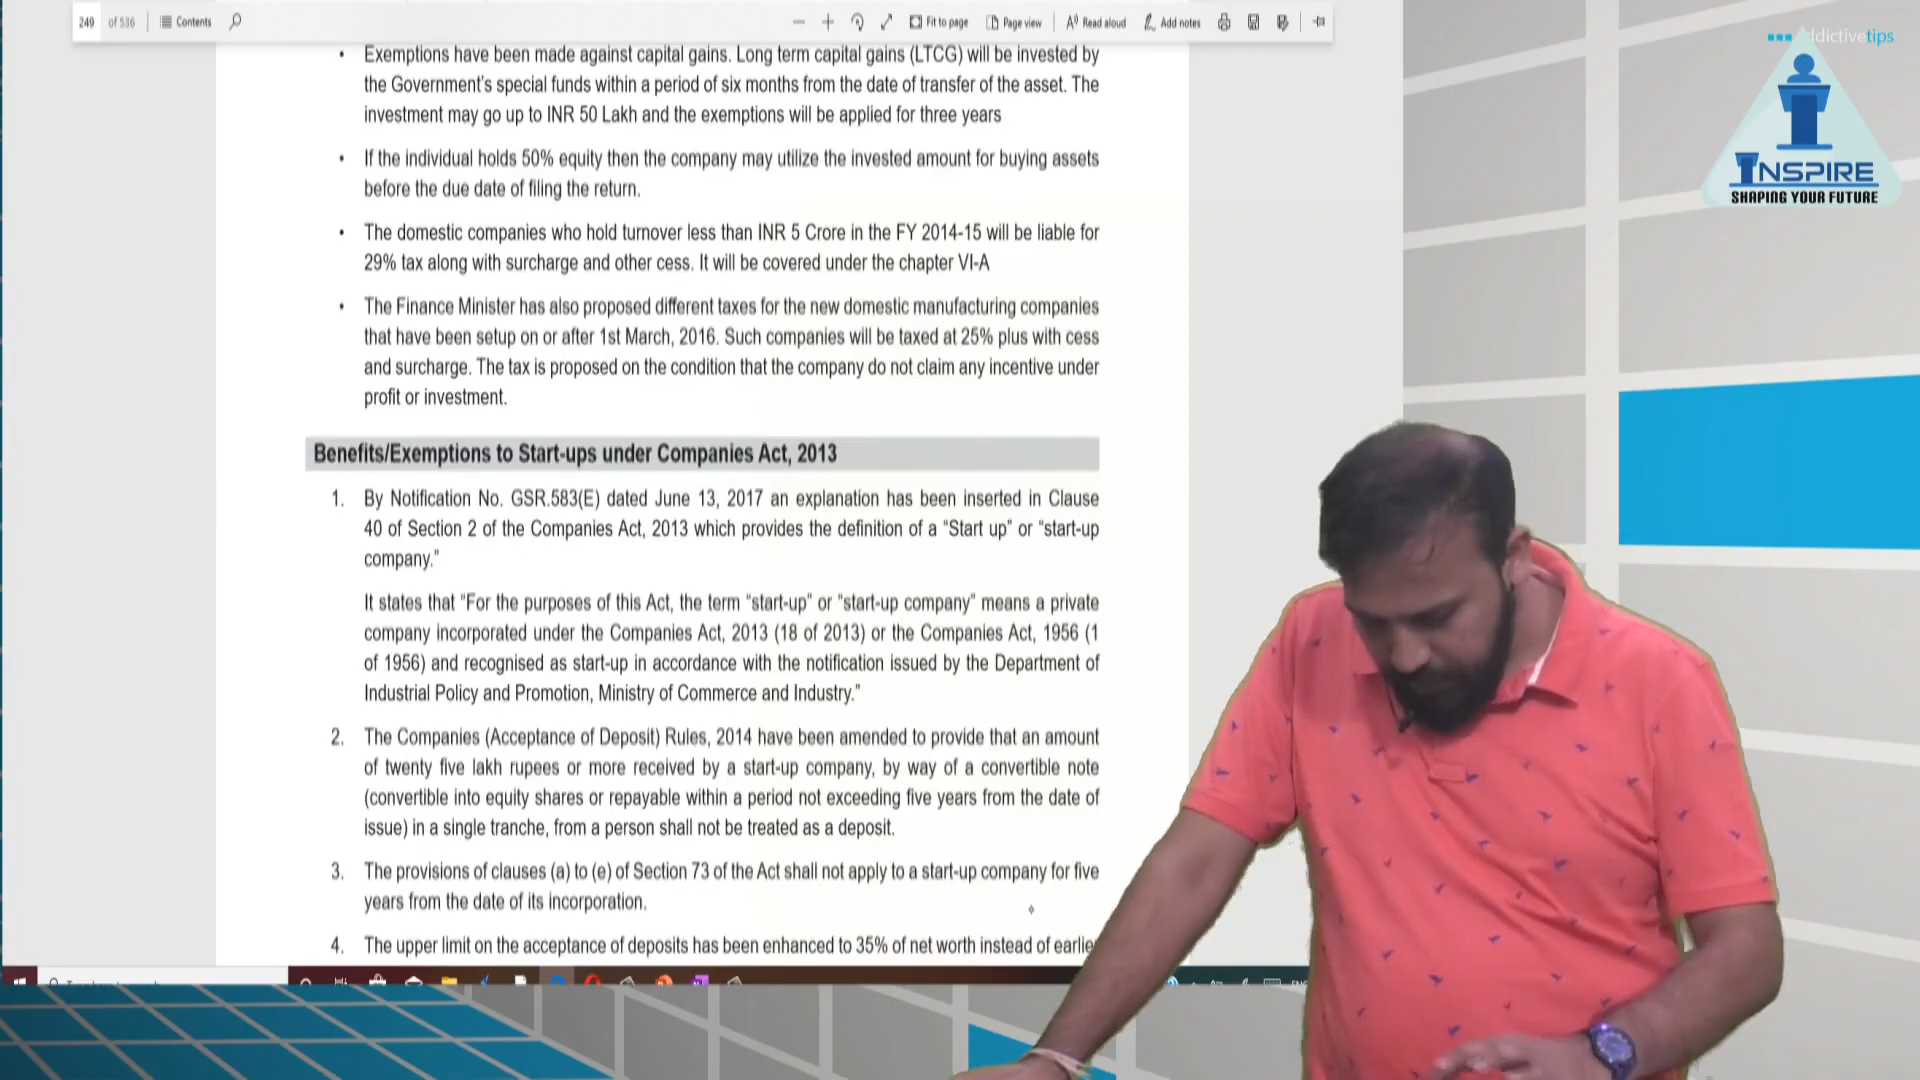 249 of 536 Contents Fit to page Page view Read aloud Add notes
ddictivetips
• Exemptions have been made against capital gains. Long term capital gains (LTCG) will be invested by
the Government's special funds within a period of six months from the date of transfer of the asset. The
investment may go up to INR 50 Lakh and the exemptions will be applied for three years
• If the individual holds 50% equity then the company may utilize the invested amount for buying assets
before the due date of filing the return.
• The domestic companies who hold turnover less than INR 5 Crore in the FY 2014-15 will be liable for
29% tax along with surcharge and other cess. It will be covered under the chapter VI-A
• The Finance Minister has also proposed different taxes for the new domestic manufacturing companies
that have been setup on or after 1st March, 2016. Such companies will be taxed at 25% plus with cess
and surcharge. The tax is proposed on the condition that the company do not claim any incentive under
profit or investment.
Benefits/Exemptions to Start-ups under Companies Act, 2013
1. By Notification No. GSR.583(E) dated June 13, 2017 an explanation has been inserted in Clause
40 of Section 2 of the Companies Act, 2013 which provides the definition of a “Start up” or “start-up
company.”
It states that “For the purposes of this Act, the term “start-up” or “start-up company” means a private
company incorporated under the Companies Act, 2013 (18 of 2013) or the Companies Act, 1956 (1
of 1956) and recognised as start-up in accordance with the notification issued by the Department of
Industrial Policy and Promotion, Ministry of Commerce and Industry.”
2. The Companies (Acceptance of Deposit) Rules, 2014 have been amended to provide that an amount
of twenty five lakh rupees or more received by a start-up company, by way of a convertible note
(convertible into equity shares or repayable within a period not exceeding five years from the date of
issue) in a single tranche, from a person shall not be treated as a deposit.
3. The provisions of clauses (a) to (e) of Section 73 of the Act shall not apply to a start-up company for five
years from the date of its incorporation.
4. The upper limit on the acceptance of deposits has been enhanced to 35% of net worth instead of earlie
INSPIRE
SHAPING YOUR FUTURE